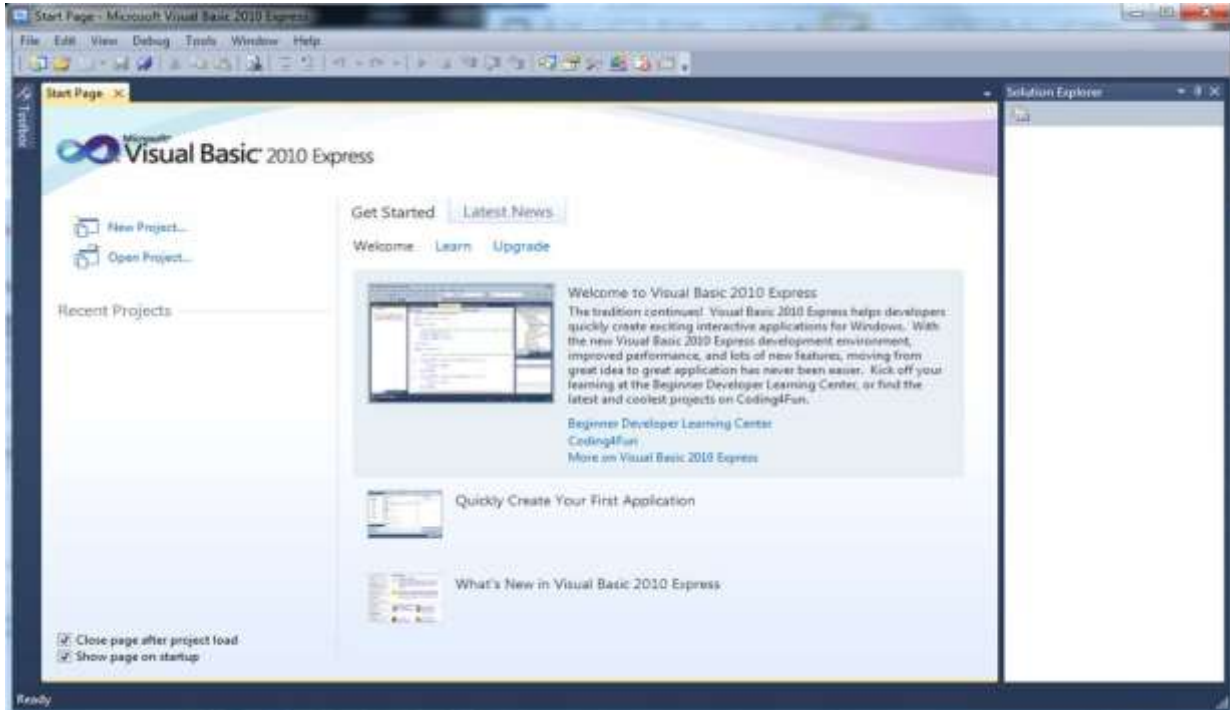 Start Page - Microsoft Visual Basic 2010 Express
File Edit View Debug Tools Window Help
Toolbox
Start Page
Solution Explorer
Microsoft
Visual Basic 2010 Express
New Project...
Open Project...
Recent Projects
Close page after project load
Show page on startup
Get Started Latest News
Welcome Learn Upgrade
Welcome to Visual Basic 2010 Express
The tradition continues! Visual Basic 2010 Express helps developers
quickly create exciting interactive applications for Windows. With
the new Visual Basic 2010 Express development environment,
improved performance, and lots of new features, moving from
great idea to great application has never been easier. Kick off your
learning at the Beginner Developer Learning Center, or find the
latest and coolest projects on Coding4Fun.
Beginner Developer Learning Center
Coding4Fun
More on Visual Basic 2010 Express
Quickly Create Your First Application
What's New in Visual Basic 2010 Express
Ready